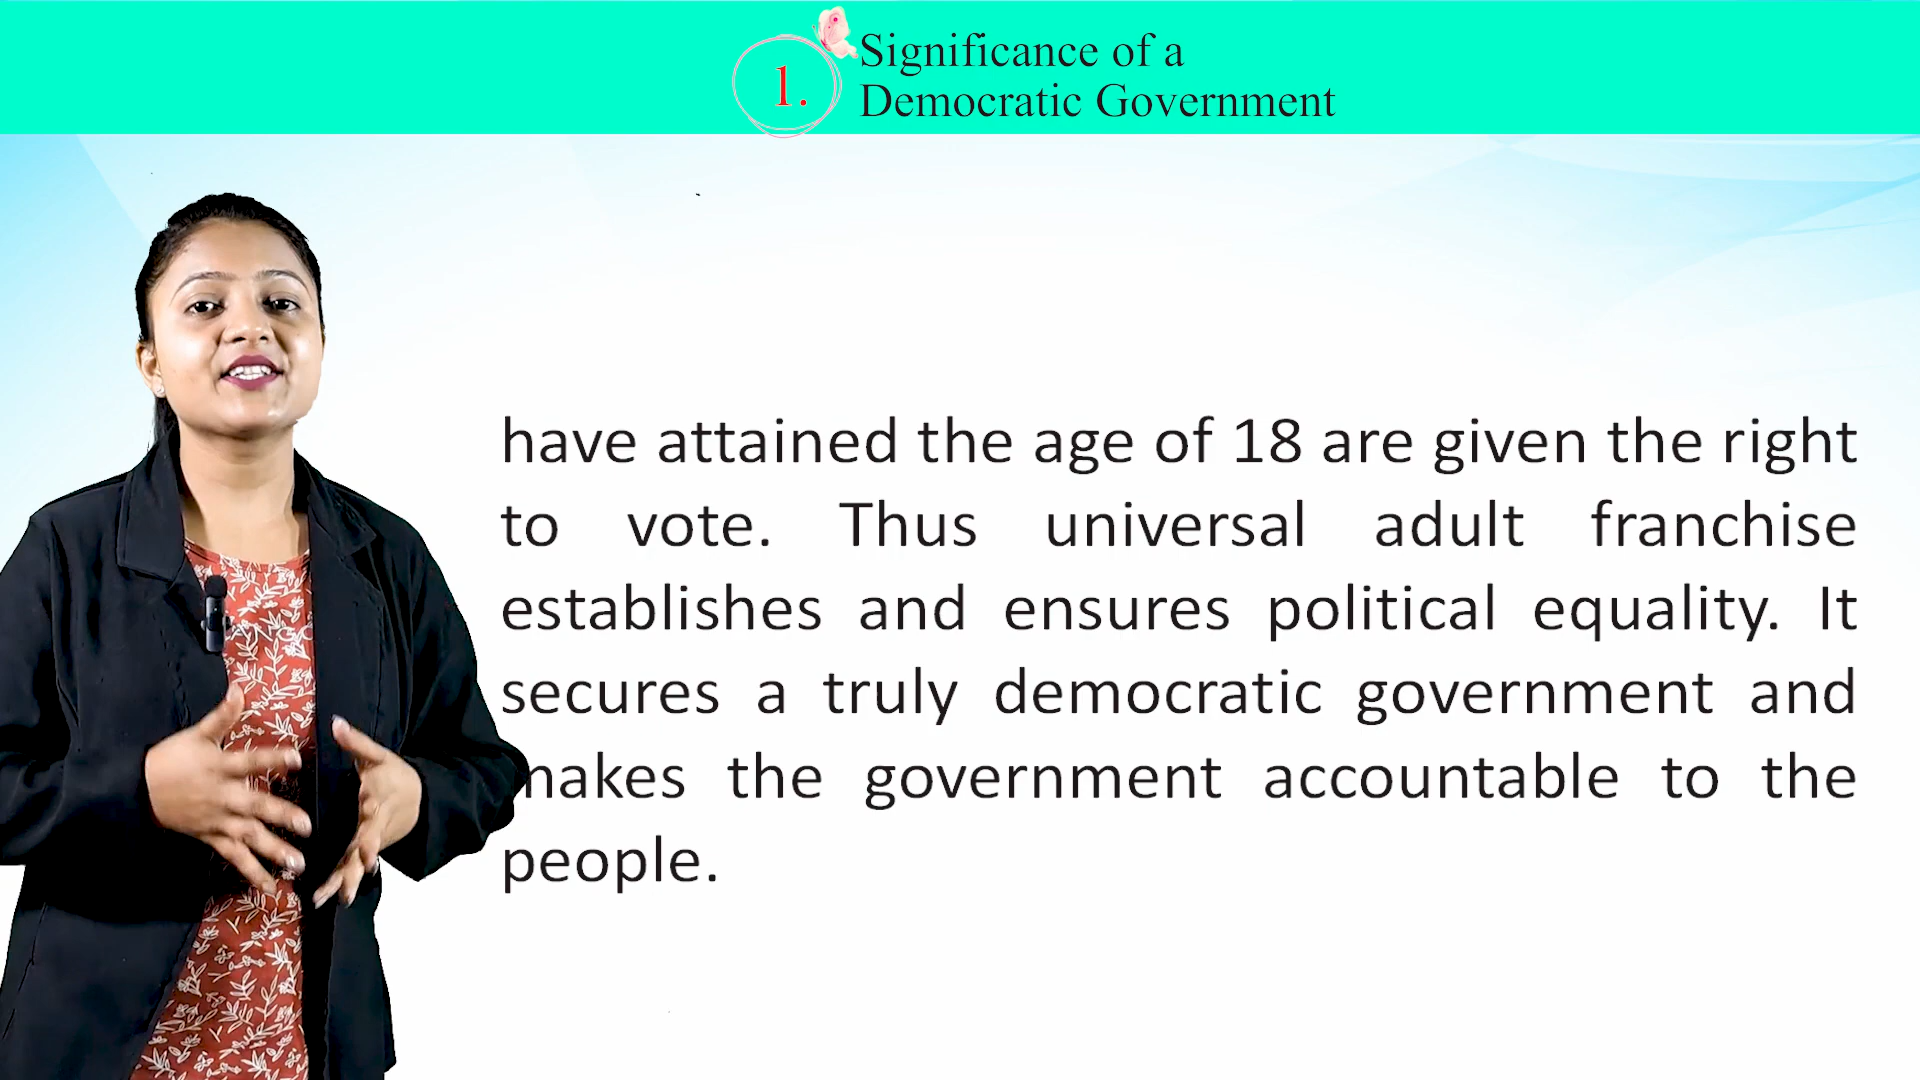 1.
Significance of a
Democratic Government
have attained the age of 18 are given the right
to vote. Thus universal adult franchise
establishes and ensures political equality. It
secures a truly democratic government and
makes the government accountable to the
people.